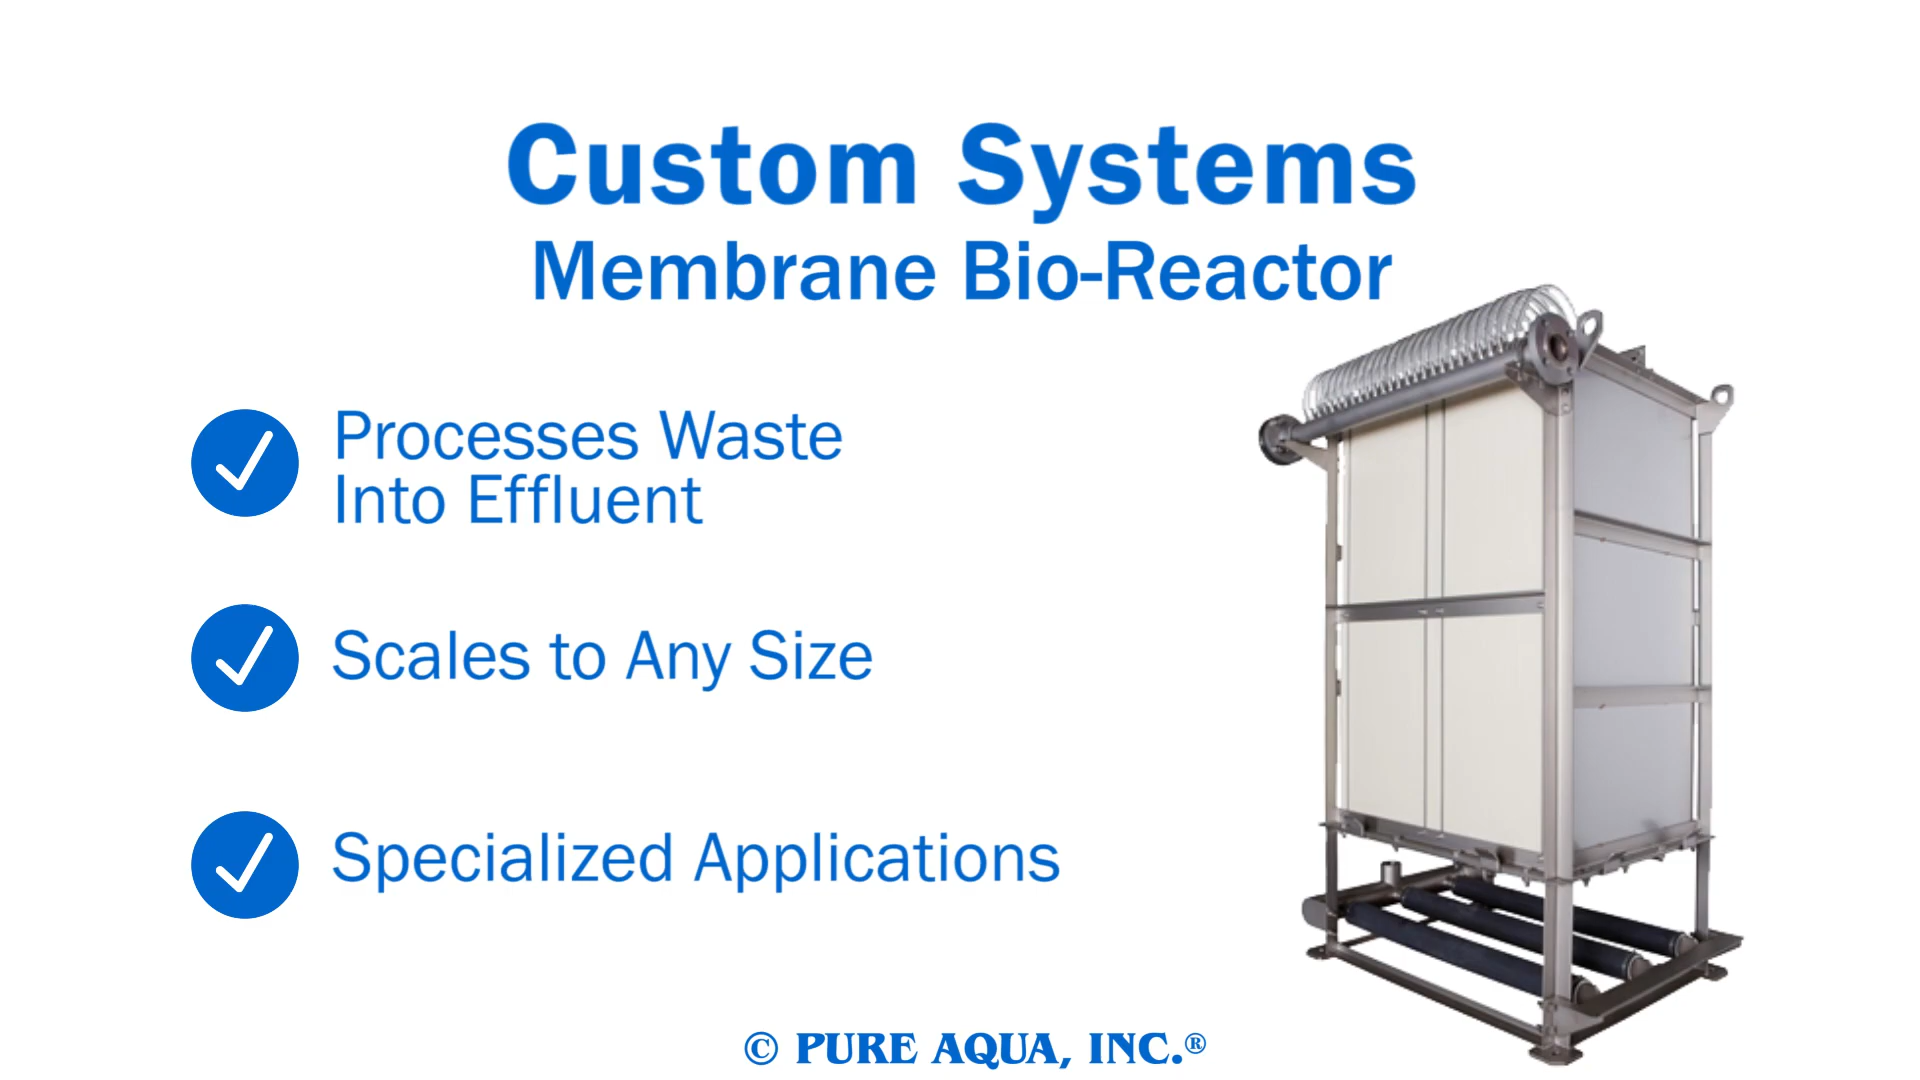 Custom Systems
Membrane Bio-Reactor
Processes Waste
Into Effluent
Scales to Any Size
Specialized Applications
© PURE AQUA, INC.®